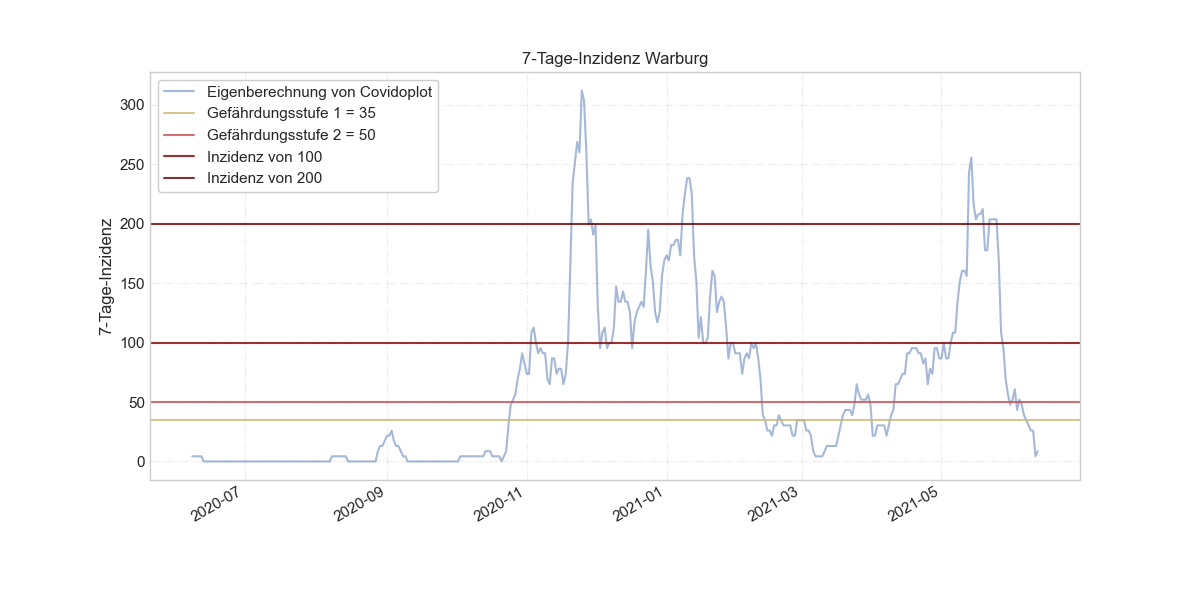 7-Tage-Inzidenz Warburg
Eigenberechnung von Covidoplot
Gefährdungsstufe 1 = 35
Gefährdungsstufe 2 = 50
Inzidenz von 100
Inzidenz von 200
7-Tage-Inzidenz
300
250
200
150
100
50
0
2020-07
2020-09
2020-11
2021-01
2021-03
2021-05